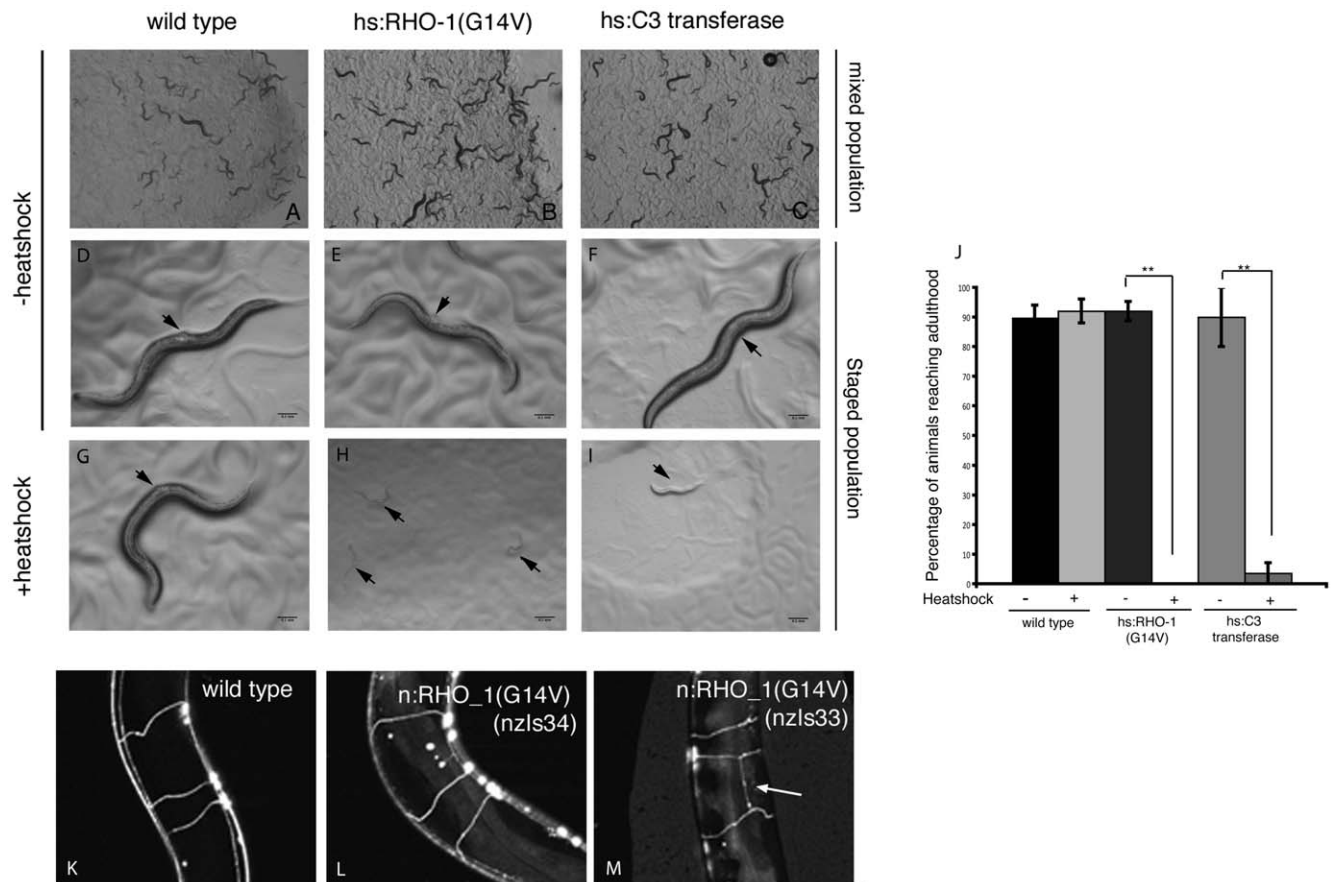 wild type
hs:RHO-1(G14V)
hs:C3 transferase
-heatshock
+heatshock
mixed population
Staged population
A
B
C
D
E
F
G
H
I
J
Percentage of animals reaching adulthood
100
90
80
70
60
50
40
30
20
10
0
**
**
Heatshock - + - + - +
wild type
hs:RHO-1
(G14V)
hs:C3
transferase
wild type
K
n:RHO_1(G14V)
(nzIs34)
L
n:RHO_1(G14V)
(nzIs33)
M